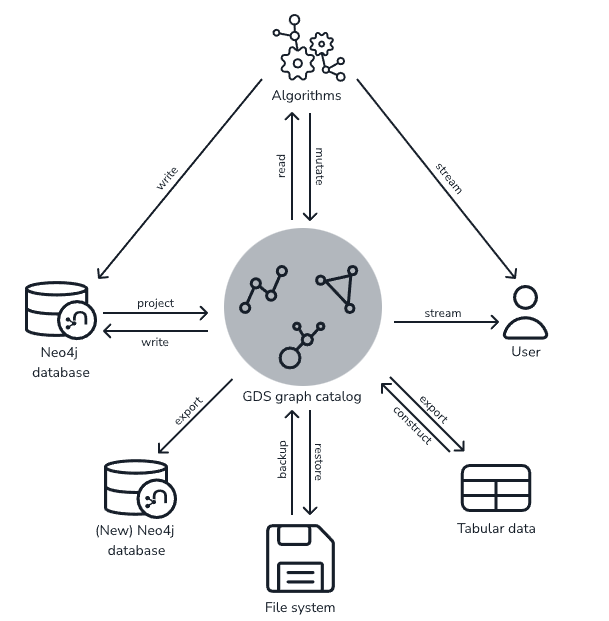 Algorithms
write
read
mutate
stream
project
write
stream
Neo4j
database
User
GDS graph catalog
export
backup
restore
export
construct
(New) Neo4j
database
Tabular data
File system